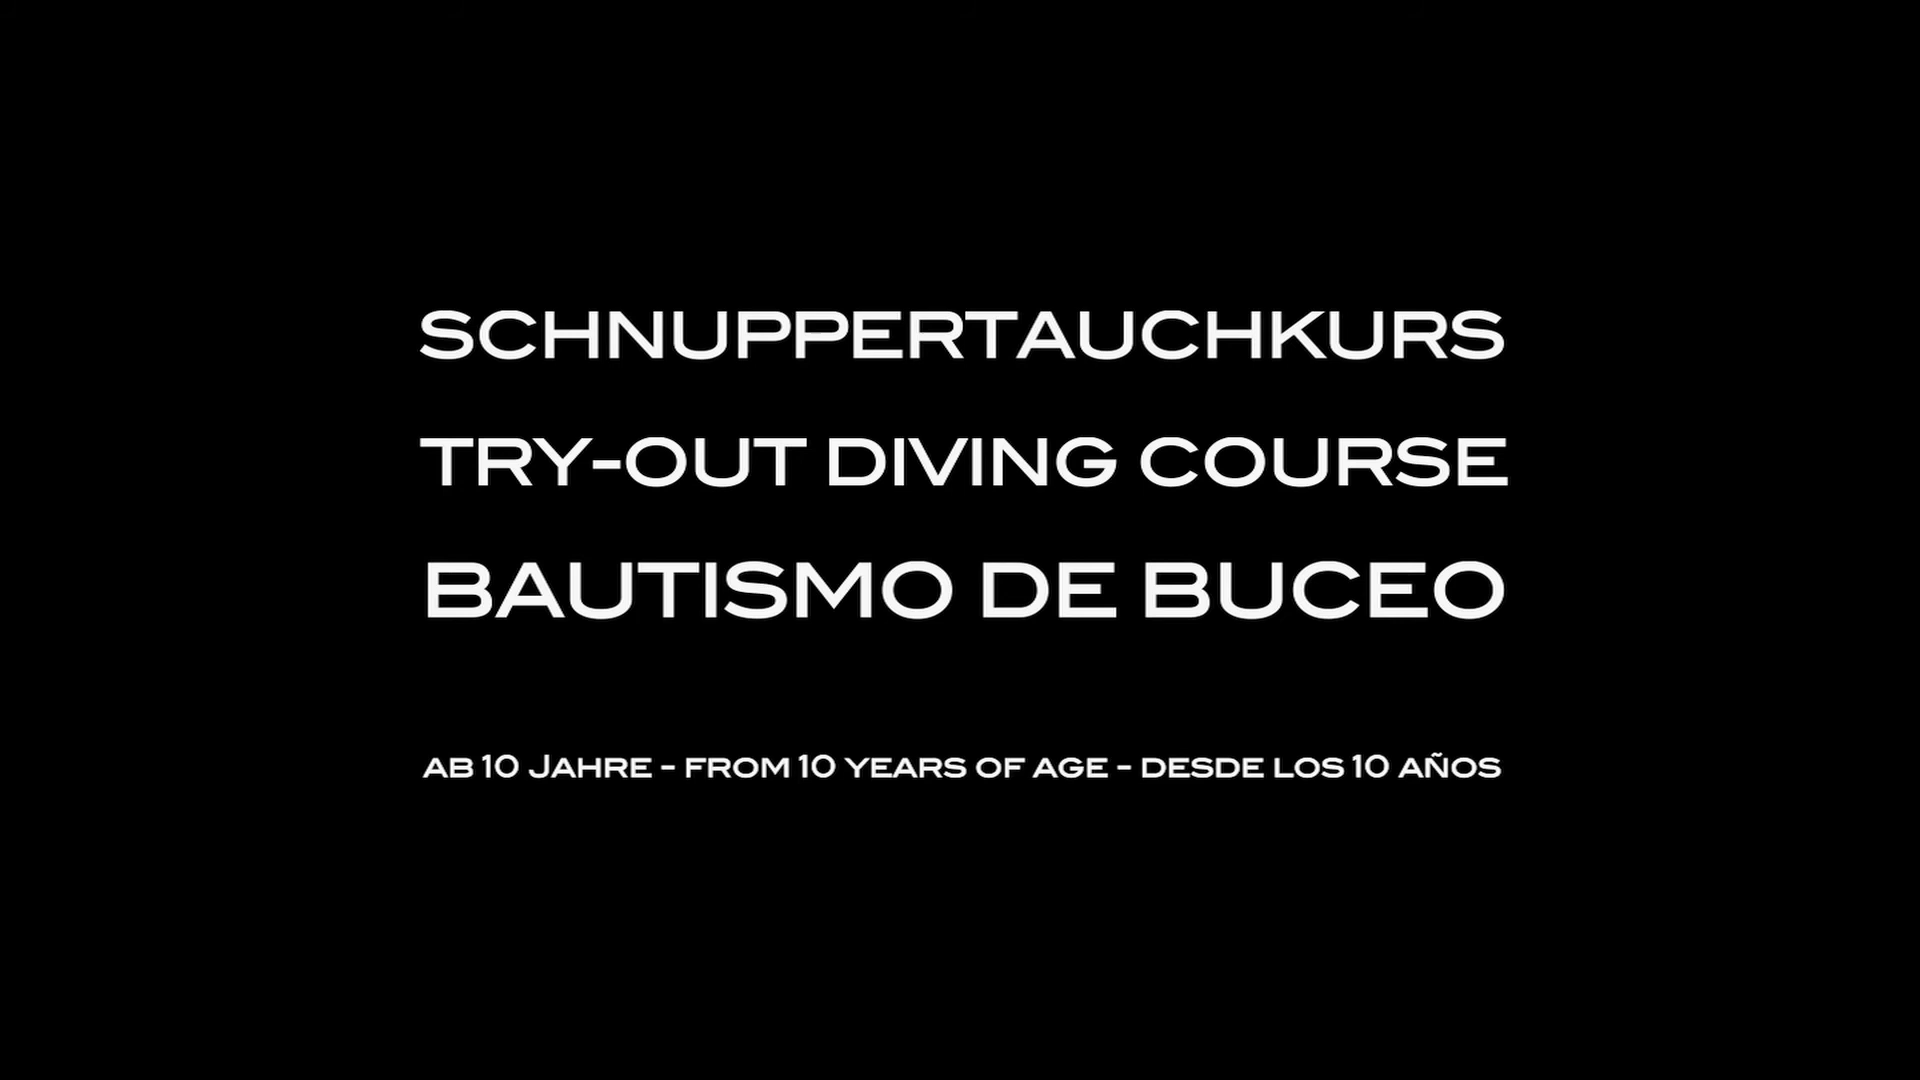 SCHNUPPERTAUCHKURS
TRY-OUT DIVING COURSE
BAUTISMO DE BUCEO
AB 10 JAHRE - FROM 10 YEARS OF AGE - DESDE LOS 10 AÑOS